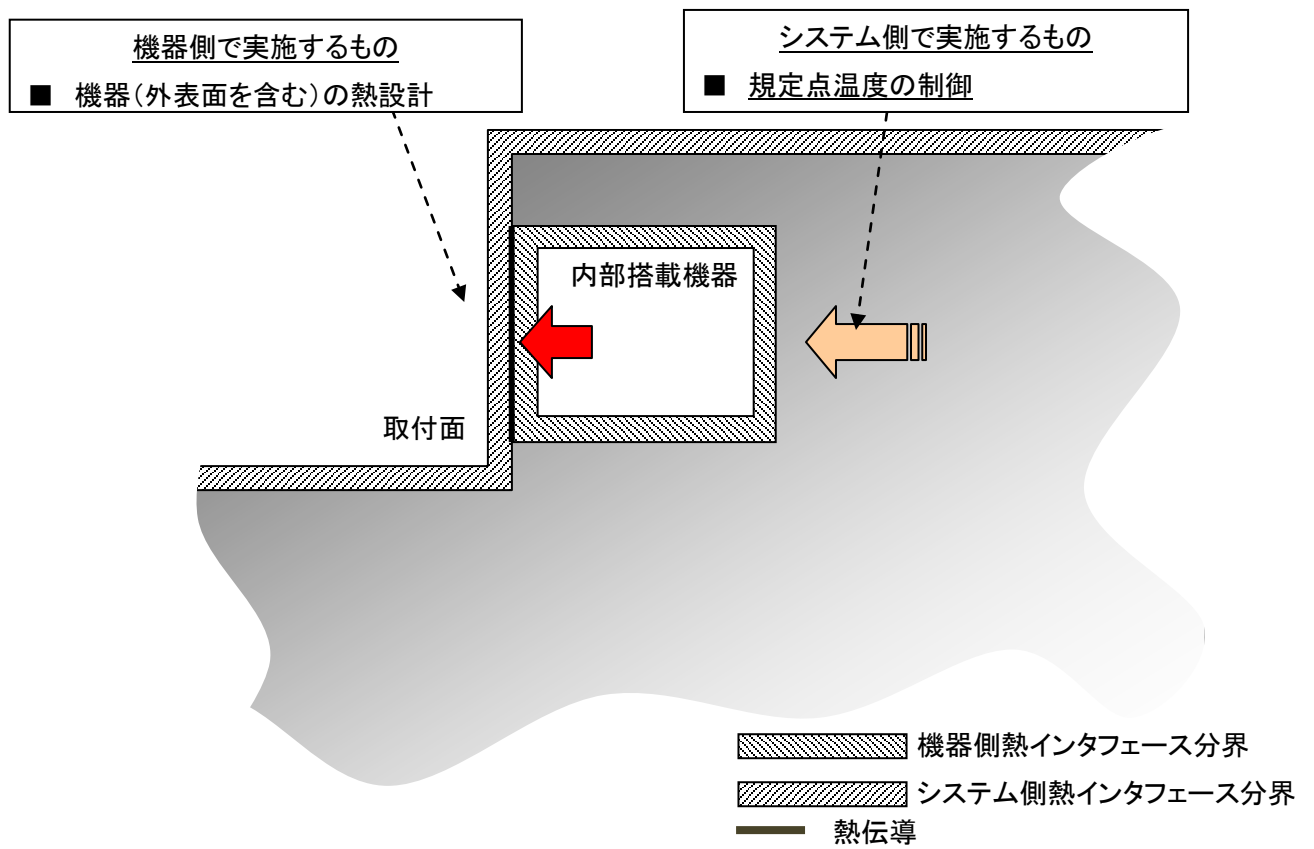 機器側で実施するもの
■ 機器(外表面を含む)の熱設計
システム側で実施するもの
■ 規定点温度の制御
内部搭載機器
取付面
機器側熱インタフェース分界
システム側熱インタフェース分界
熱伝導